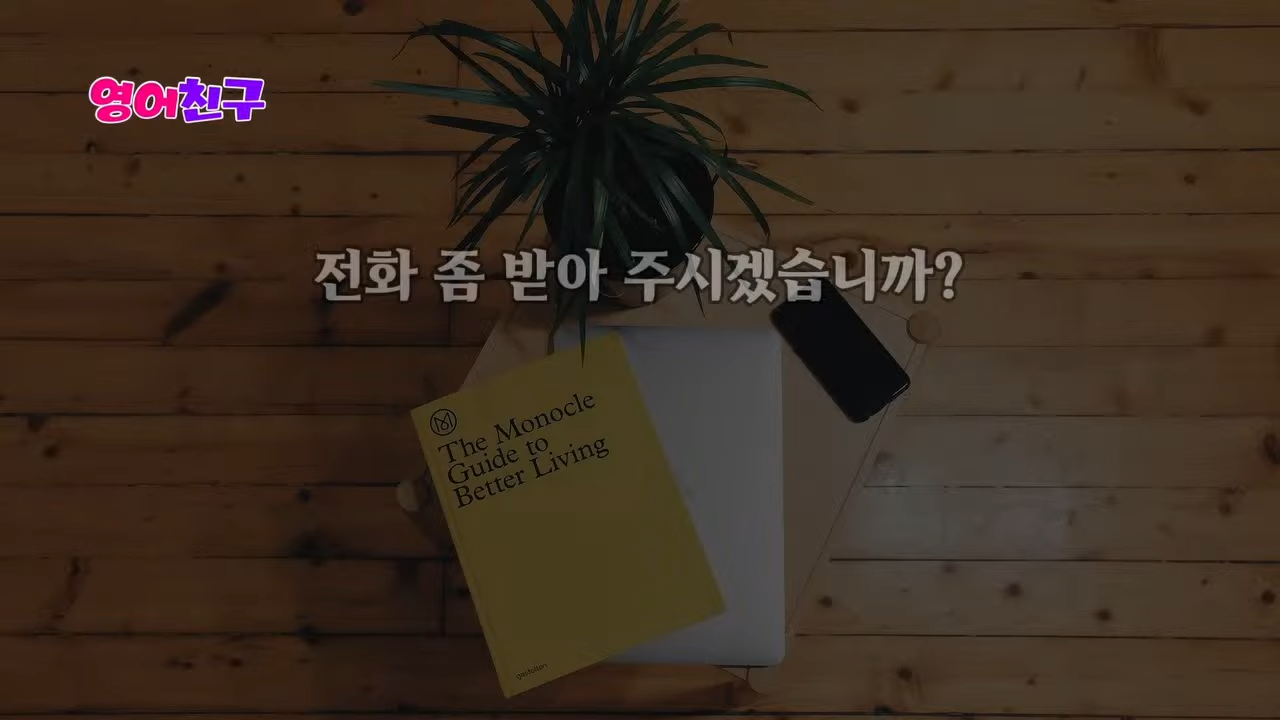 영어친구
전화 좀 받아 주시겠습니까?
The Monocle
Guide to
Better Living
gestalten